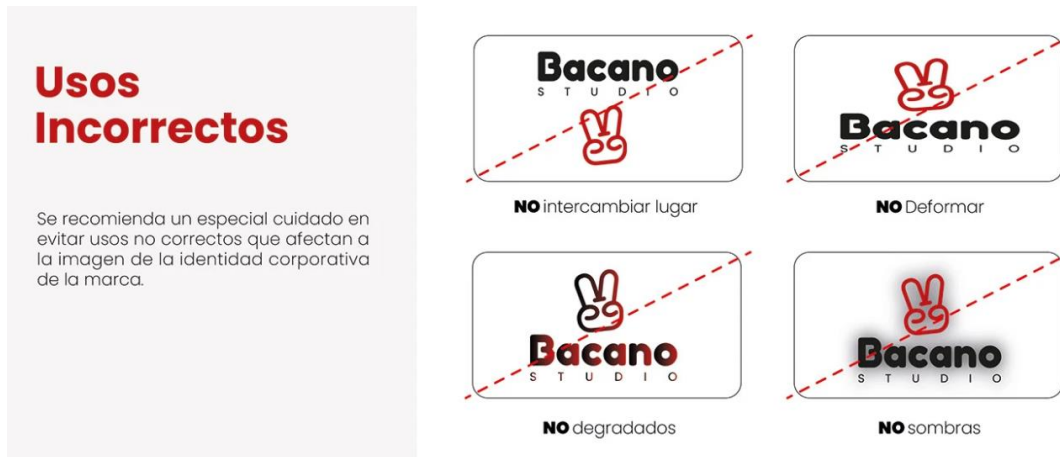 Usos
Incorrectos
Se recomienda un especial cuidado en
evitar usos no correctos que afectan a
la imagen de la identidad corporativa
de la marca.
Bacano
STUDIO
NO intercambiar lugar
Bacano
STUDIO
NO Deformar
Bacano
STUDIO
NO degradados
Bacano
STUDIO
NO sombras